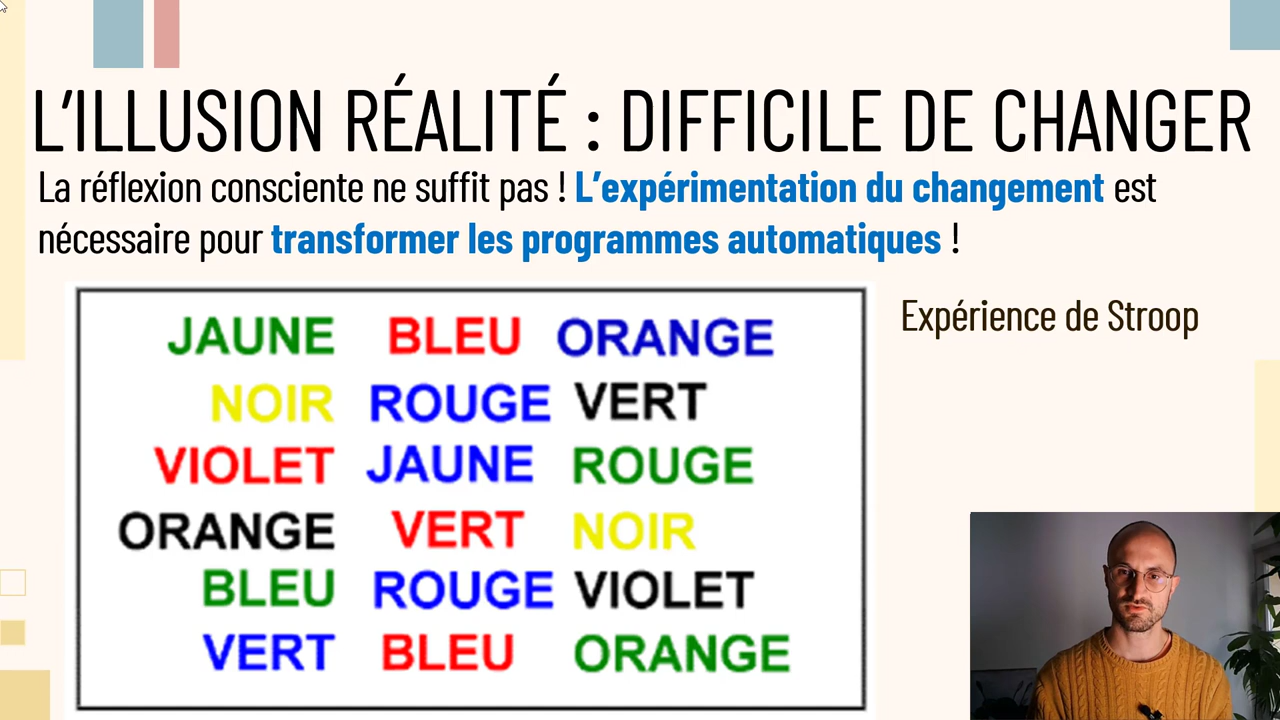 L'ILLUSION RÉALITÉ : DIFFICILE DE CHANGER
La réflexion consciente ne suffit pas ! L'expérimentation du changement est
nécessaire pour transformer les programmes automatiques !
Expérience de Stroop
JAUNE BLEU ORANGE
NOIR ROUGE VERT
VIOLET JAUNE ROUGE
ORANGE VERT NOIR
BLEU ROUGE VIOLET
VERT BLEU ORANGE